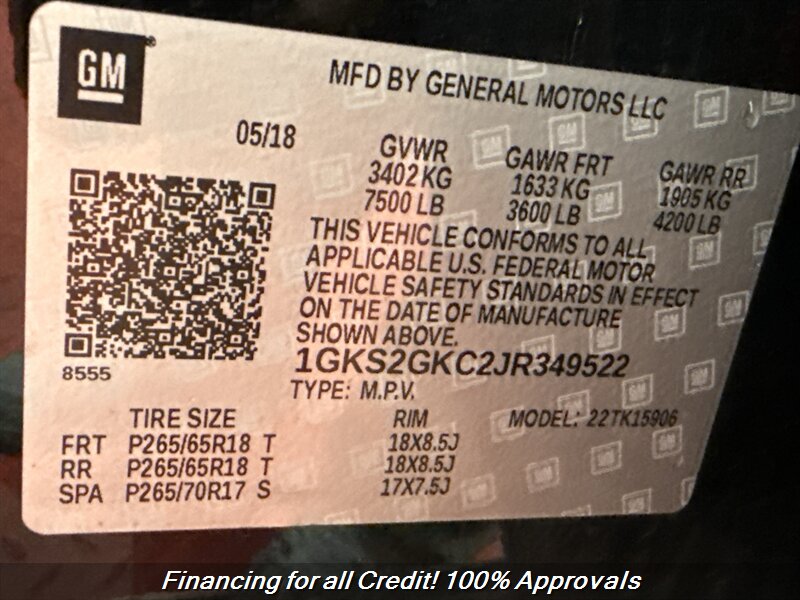 GM
MFD BY GENERAL MOTORS LLC
05/18
GVWR GAWR FRT GAWR RR
3402 KG 1633 KG 1905 KG
7500 LB 3600 LB 4200 LB
THIS VEHICLE CONFORMS TO ALL
APPLICABLE U.S. FEDERAL MOTOR
VEHICLE SAFETY STANDARDS IN EFFECT
ON THE DATE OF MANUFACTURE
SHOWN ABOVE.
1GKS2GKC2JR349522
8555
TYPE: M.P.V.
TIRE SIZE RIM MODEL: 22TK15906
FRT P265/65R18 T 18X8.5J
RR P265/65R18 T 18X8.5J
SPA P265/70R17 S 17X7.5J
Financing for all Credit! 100% Approvals